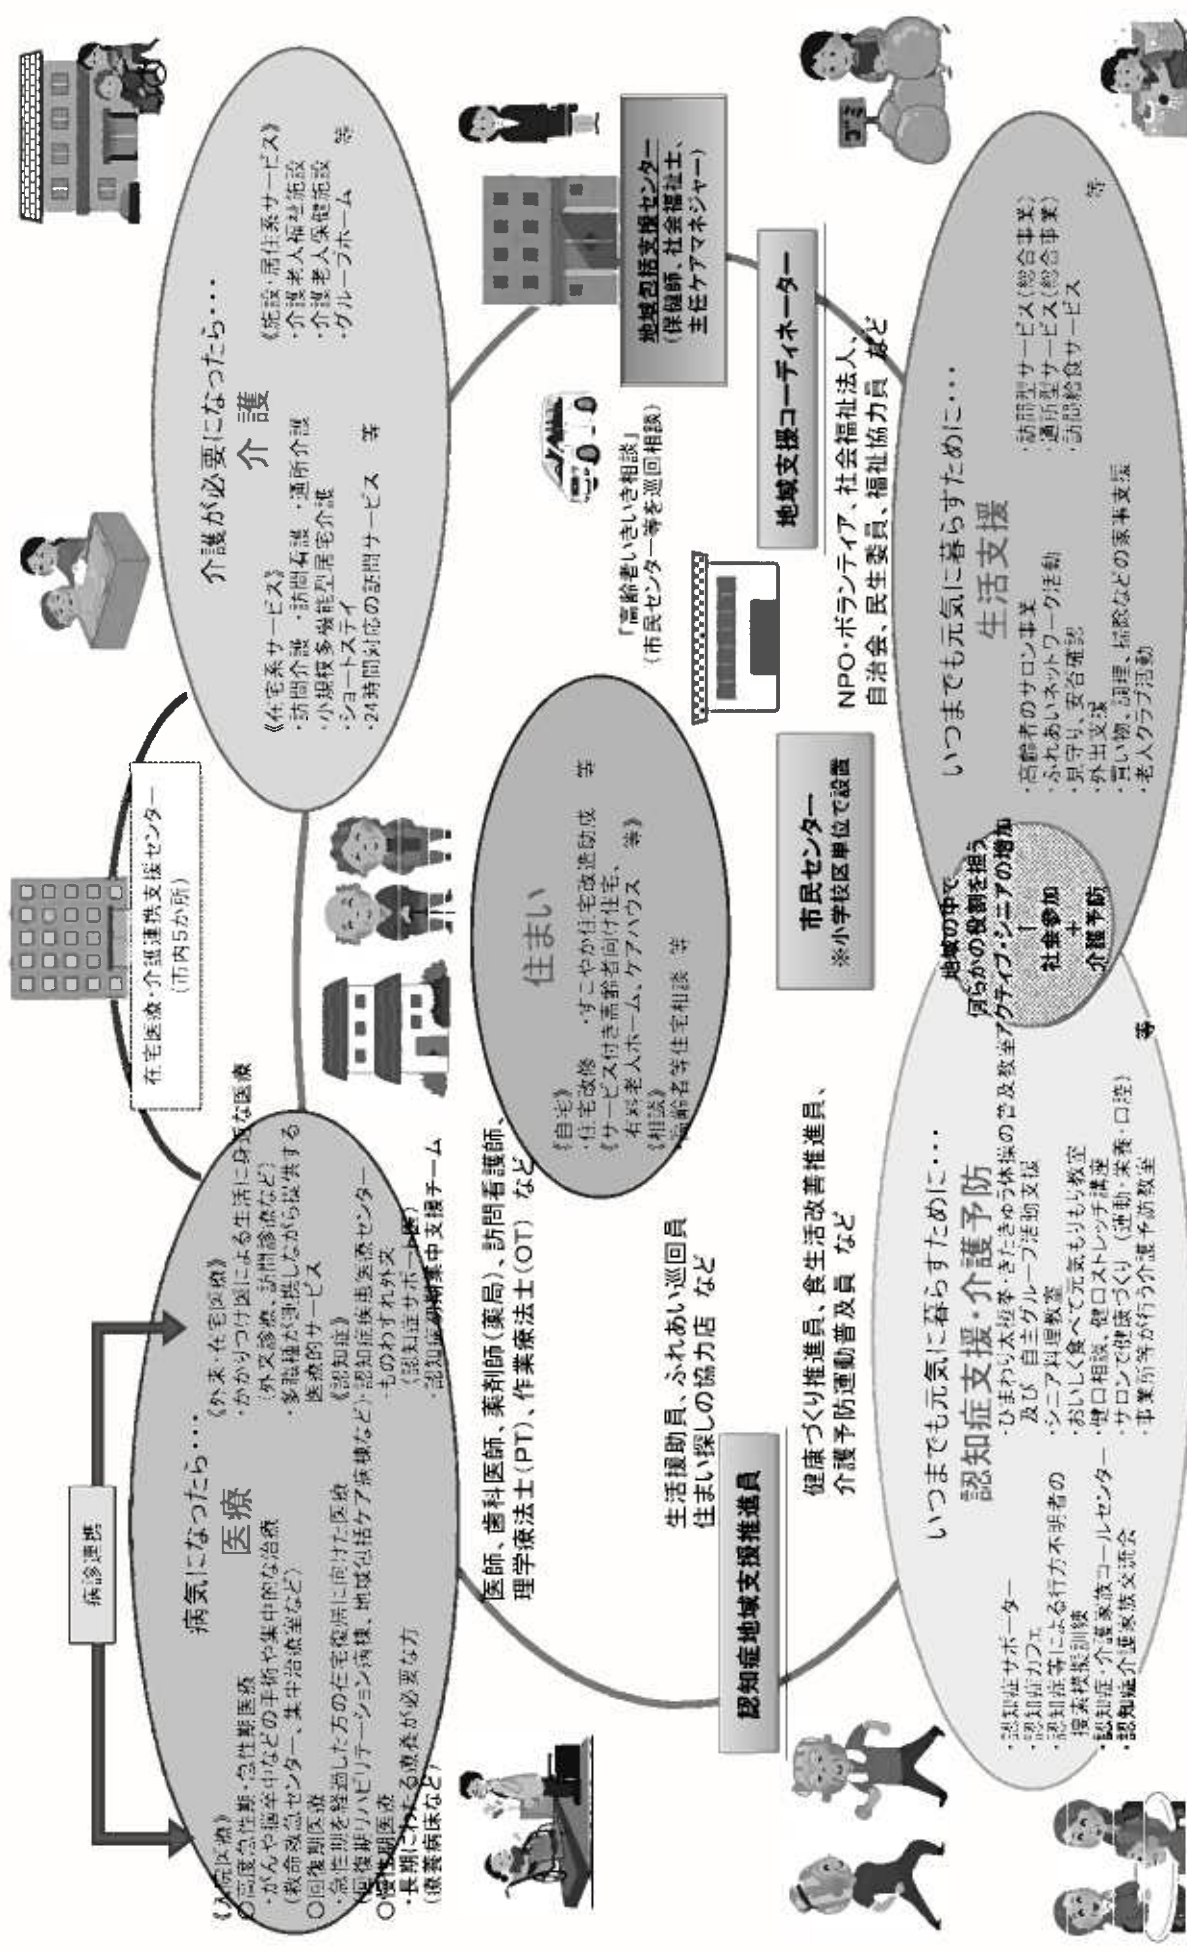 病診連携
病気になったら・・・
医療
《入院医療》
○高度急性期・急性期医療
・がんや脳卒中などの手術や集中的な治療
(救命救急センター、集中治療室など)
○回復期医療
・急性期を経過した方の在宅復帰に向けた医療
(回復期リハビリテーション病棟、地域包括ケア病棟など)
○慢性期医療
・長期にわたる療養が必要な方
(療養病床など)
《外来・在宅医療》
・かかりつけ医による生活に身近な医療
(外来診療、訪問診療など)
・多職種が連携しながら提供する
医療的サービス
《認知症》
・認知症疾患医療センター
・ものわすれ外来
(認知症サポート医)
・認知症初期集中支援チーム
在宅医療・介護連携支援センター
(市内5か所)
介護が必要になったら・・・
介護
《在宅系サービス》
・訪問介護 ・訪問看護 ・通所介護
・小規模多機能型居宅介護
・ショートステイ
・24時間対応の訪問サービス 等
《施設・居住系サービス》
・介護老人福祉施設
・介護老人保健施設
・グループホーム 等
医師、歯科医師、薬剤師(薬局)、訪問看護師、
理学療法士(PT)、作業療法士(OT) など
住まい
《自宅》
・住宅改修 ・すこやか住宅改造助成 等
《サービス付き高齢者向け住宅、
有料老人ホーム、ケアハウス 等》
《相談》
・高齢者等住宅相談 等
地域包括支援センター
(保健師、社会福祉士、
主任ケアマネジャー)
「高齢者いきいき相談」
(市民センター等を巡回相談)
生活援助員、ふれあい巡回員
住まい探しの協力店 など
認知症地域支援推進員
市民センター
※小学校区単位で設置
地域支援コーディネーター
健康づくり推進員、食生活改善推進員、
介護予防運動普及員 など
NPO・ボランティア、社会福祉法人、
自治会、民生委員、福祉協力員 など
いつまでも元気に暮らすために・・・
認知症支援・介護予防
・認知症サポーター
・認知症カフェ
・認知症等による行方不明者の
捜索模擬訓練
・認知症・介護家族コールセンター
・認知症介護家族交流会
・ひまわり太極拳・きたきゅう体操の普及教室
及び 自主グループ活動支援
・シニア料理教室
・おいしく食べて元気もりもり教室
・健口相談、健口ストレッチ講座
・サロンで健康づくり (運動・栄養・口腔)
・事業所等が行う介護予防教室
等
地域の中で
何らかの役割を担う
アクティブ・シニアの増加
↑
社会参加
+
介護予防
いつまでも元気に暮らすために・・・
生活支援
・高齢者のサロン事業
・ふれあいネットワーク活動
・見守り、安否確認
・外出支援
・買い物、調理、掃除などの家事支援
・老人クラブ活動
・訪問型サービス(総合事業)
・通所型サービス(総合事業)
・訪問給食サービス
等
ゴミ